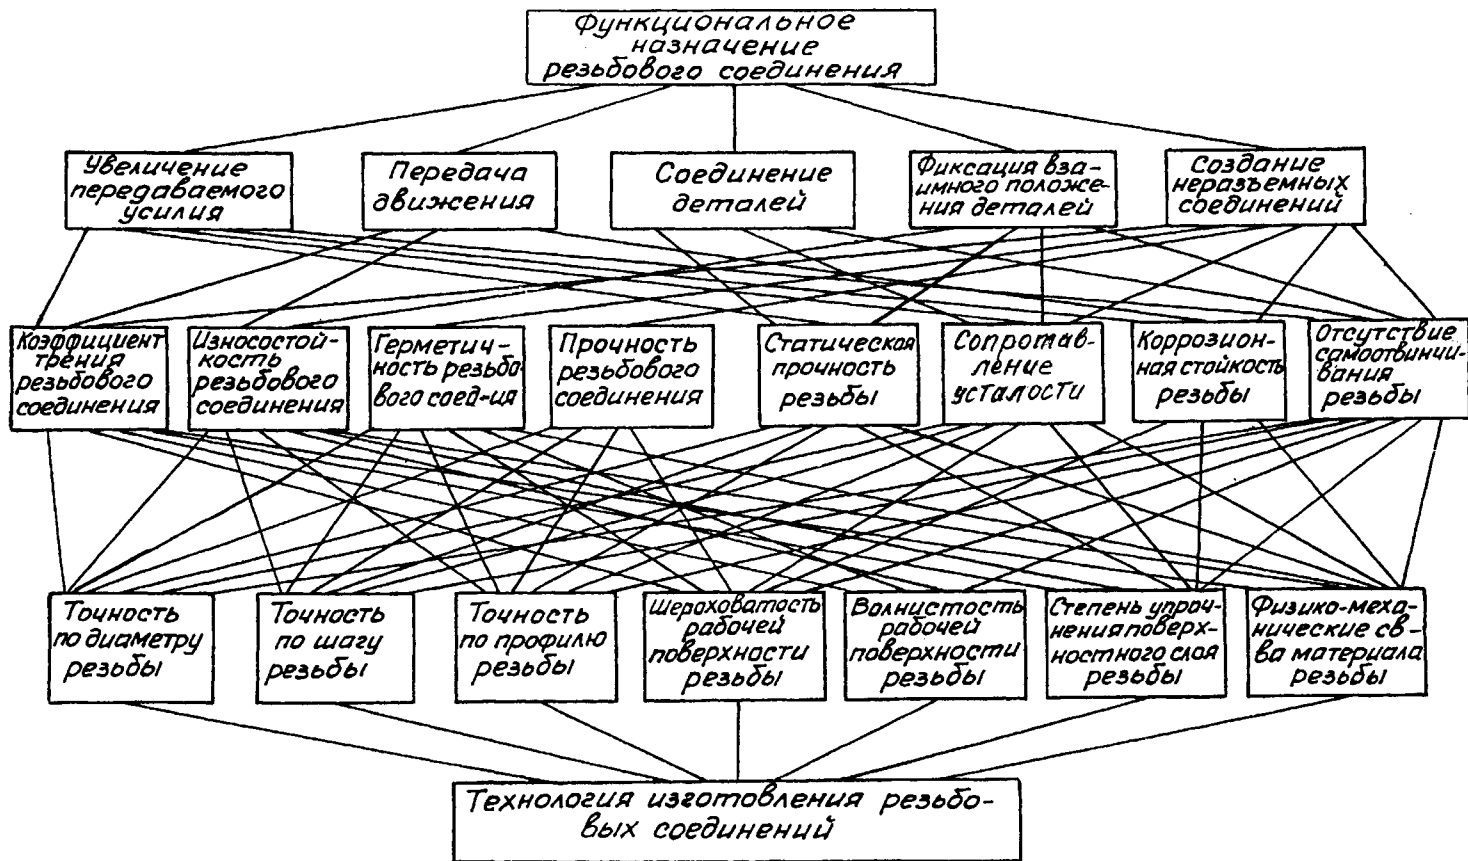 Функциональное
назначение
резьбового соединения
Увеличение
передаваемого
усилия
Передача
движения
Соединение
деталей
Фиксация вза-
имного положе-
ния деталей
Создание
неразъемных
соединений
Коэффициент
трения
резьбового
соединения
Износостой-
кость
резьбового
соединения
Герметич-
ность резьбо-
вого соед-ия
Прочность
резьбового
соединения
Статическая
прочность
резьбы
Сопротив-
ление
усталости
Коррозион-
ная стойкость
резьбы
Отсутствие
самоотвинчи-
вания
резьбы
Точность
по диаметру
резьбы
Точность
по шагу
резьбы
Точность
по профилю
резьбы
Шероховатость
рабочей
поверхности
резьбы
Волнистость
рабочей
поверхности
резьбы
Степень упроч-
нения поверх-
ностного слоя
резьбы
Физико-меха-
нические св-
ва материала
резьбы
Технология изготовления резьбо-
вых соединений